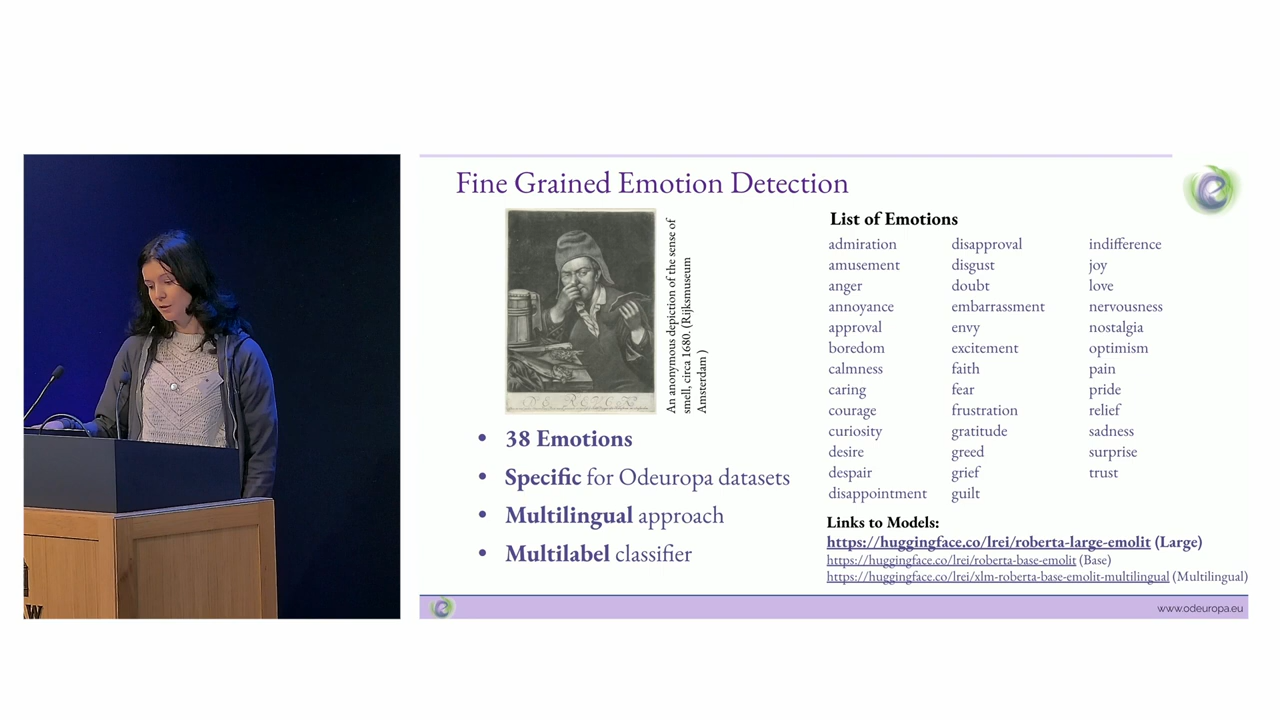 Fine Grained Emotion Detection
An anonymous depiction of the sense of
smell, circa 1680. (Rijksmuseum
Amsterdam )
• 38 Emotions
• Specific for Odeuropa datasets
• Multilingual approach
• Multilabel classifier
List of Emotions
admiration
amusement
anger
annoyance
approval
boredom
calmness
caring
courage
curiosity
desire
despair
disappointment
disapproval
disgust
doubt
embarrassment
envy
excitement
faith
fear
frustration
gratitude
greed
grief
guilt
indifference
joy
love
nervousness
nostalgia
optimism
pain
pride
relief
sadness
surprise
trust
Links to Models:
https://huggingface.co/lrei/roberta-large-emolit (Large)
https://huggingface.co/lrei/roberta-base-emolit (Base)
https://huggingface.co/lrei/xlm-roberta-base-emolit-multilingual (Multilingual)
www.odeuropa.eu